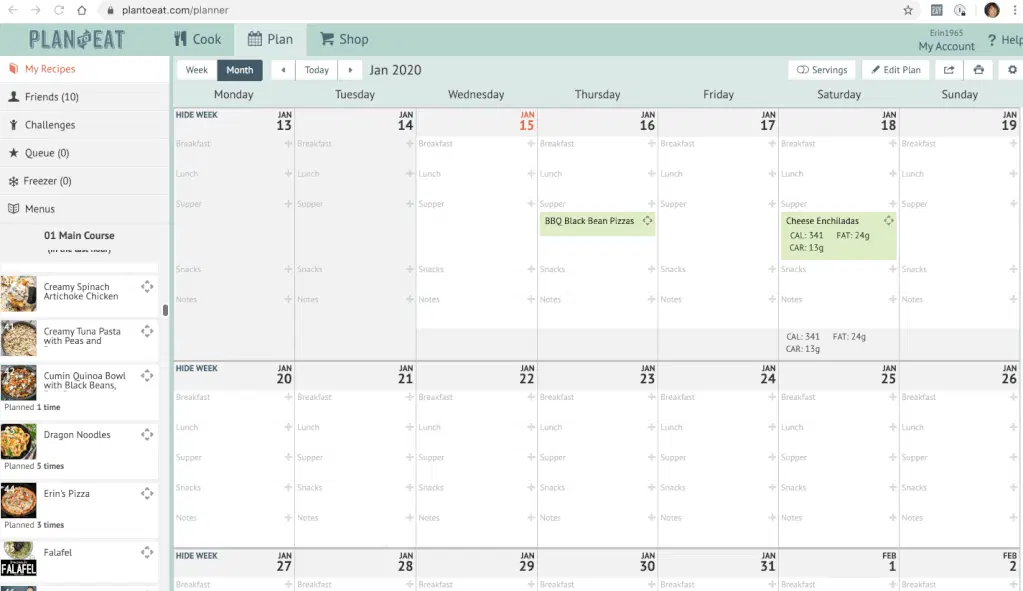 plantoeat.com/planner
PLAN TO EAT
Cook
Plan
Shop
Erin1965
My Account
? Help
My Recipes
Friends (10)
Challenges
Queue (0)
Freezer (0)
Menus
01 Main Course
(in the last hour)
Creamy Spinach
Artichoke Chicken
41
Creamy Tuna Pasta
with Peas and
42
Cumin Quinoa Bowl
with Black Beans,
Planned 1 time
Dragon Noodles
Planned 5 times
44
Erin's Pizza
Planned 3 times
45
Falafel
FALAFEL
Week
Month
Today
Jan 2020
Servings
Edit Plan
Monday Tuesday Wednesday Thursday Friday Saturday Sunday
HIDE WEEK JAN JAN JAN JAN JAN JAN JAN
13 14 15 16 17 18 19
Breakfast Breakfast Breakfast Breakfast Breakfast Breakfast Breakfast
Lunch Lunch Lunch Lunch Lunch Lunch Lunch
Supper Supper Supper Supper Supper Supper Supper
BBQ Black Bean Pizzas Cheese Enchiladas
CAL: 341 FAT: 24g
CAR: 13g
Snacks Snacks Snacks Snacks Snacks Snacks Snacks
Notes Notes Notes Notes Notes Notes Notes
CAL: 341 FAT: 24g
CAR: 13g
HIDE WEEK JAN JAN JAN JAN JAN JAN JAN
20 21 22 23 24 25 26
Breakfast Breakfast Breakfast Breakfast Breakfast Breakfast Breakfast
Lunch Lunch Lunch Lunch Lunch Lunch Lunch
Supper Supper Supper Supper Supper Supper Supper
Snacks Snacks Snacks Snacks Snacks Snacks Snacks
Notes Notes Notes Notes Notes Notes Notes
HIDE WEEK JAN JAN JAN JAN JAN FEB FEB
27 28 29 30 31 1 2
Breakfast Breakfast Breakfast Breakfast Breakfast Breakfast Breakfast